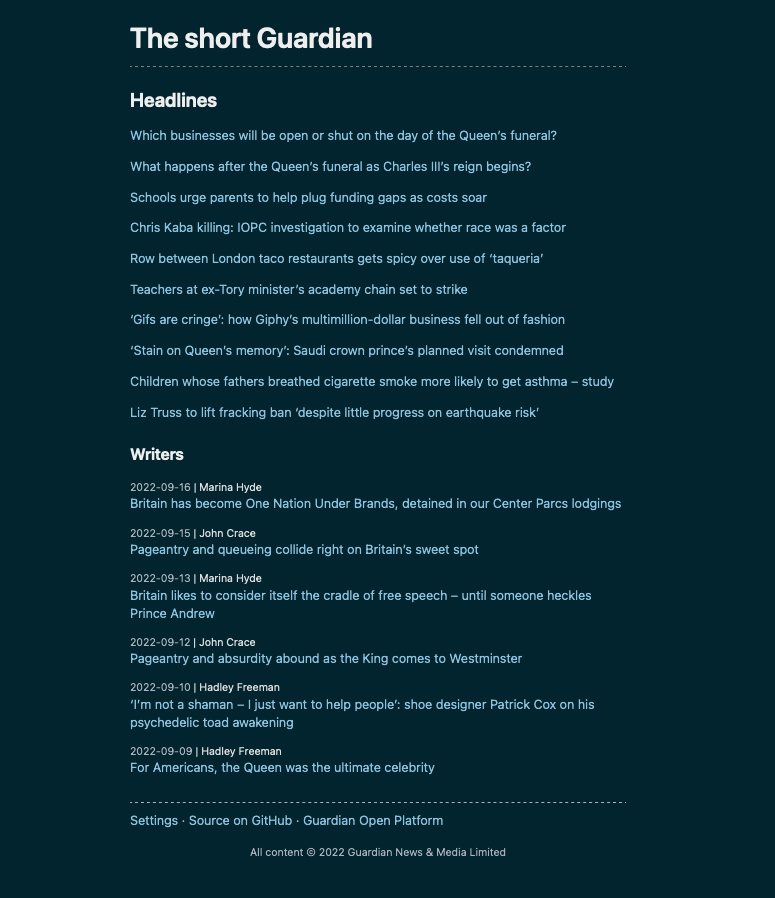 The short Guardian
Headlines
Which businesses will be open or shut on the day of the Queen’s funeral?
What happens after the Queen’s funeral as Charles III’s reign begins?
Schools urge parents to help plug funding gaps as costs soar
Chris Kaba killing: IOPC investigation to examine whether race was a factor
Row between London taco restaurants gets spicy over use of ‘taqueria’
Teachers at ex-Tory minister’s academy chain set to strike
‘Gifs are cringe’: how Giphy’s multimillion-dollar business fell out of fashion
‘Stain on Queen’s memory’: Saudi crown prince’s planned visit condemned
Children whose fathers breathed cigarette smoke more likely to get asthma – study
Liz Truss to lift fracking ban ‘despite little progress on earthquake risk’
Writers
2022-09-16 | Marina Hyde
Britain has become One Nation Under Brands, detained in our Center Parcs lodgings
2022-09-15 | John Crace
Pageantry and queueing collide right on Britain’s sweet spot
2022-09-13 | Marina Hyde
Britain likes to consider itself the cradle of free speech – until someone heckles
Prince Andrew
2022-09-12 | John Crace
Pageantry and absurdity abound as the King comes to Westminster
2022-09-10 | Hadley Freeman
‘I’m not a shaman – I just want to help people’: shoe designer Patrick Cox on his
psychedelic toad awakening
2022-09-09 | Hadley Freeman
For Americans, the Queen was the ultimate celebrity
Settings · Source on GitHub · Guardian Open Platform
All content © 2022 Guardian News & Media Limited